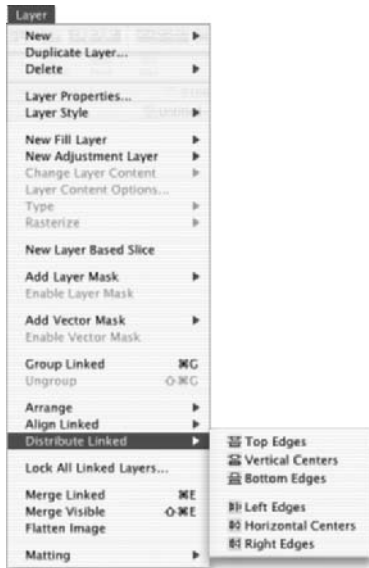 Layer
New
Duplicate Layer...
Delete
Layer Properties...
Layer Style
New Fill Layer
New Adjustment Layer
Change Layer Content
Layer Content Options...
Type
Rasterize
New Layer Based Slice
Add Layer Mask
Enable Layer Mask
Add Vector Mask
Enable Vector Mask
Group Linked ⌘G
Ungroup ⇧⌘G
Arrange
Align Linked
Distribute Linked
Top Edges
Vertical Centers
Bottom Edges
Left Edges
Horizontal Centers
Right Edges
Lock All Linked Layers...
Merge Linked ⌘E
Merge Visible ⇧⌘E
Flatten Image
Matting